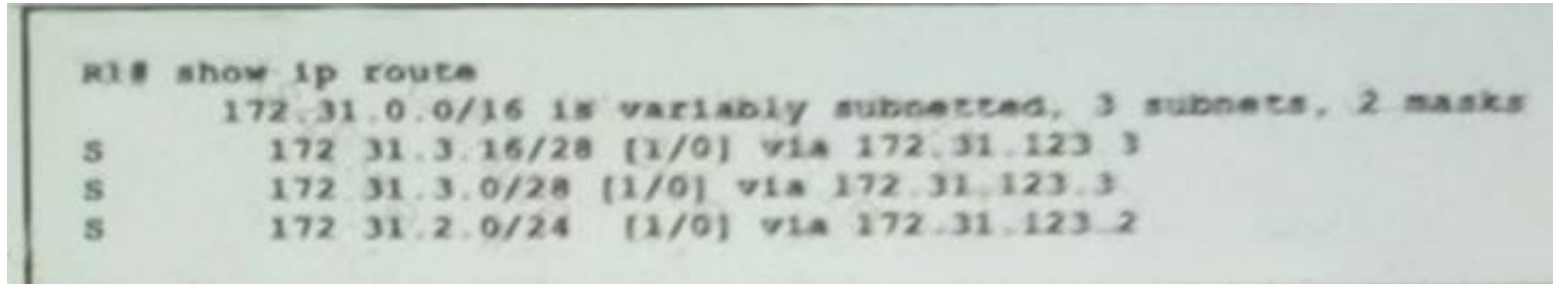 R1# show ip route
172.31.0.0/16 is variably subnetted, 3 subnets, 2 masks
S 172 31.3.16/28 [1/0] via 172.31.123 3
S 172 31.3.0/28 [1/0] via 172.31.123.3
S 172 31.2.0/24 [1/0] via 172.31.123.2